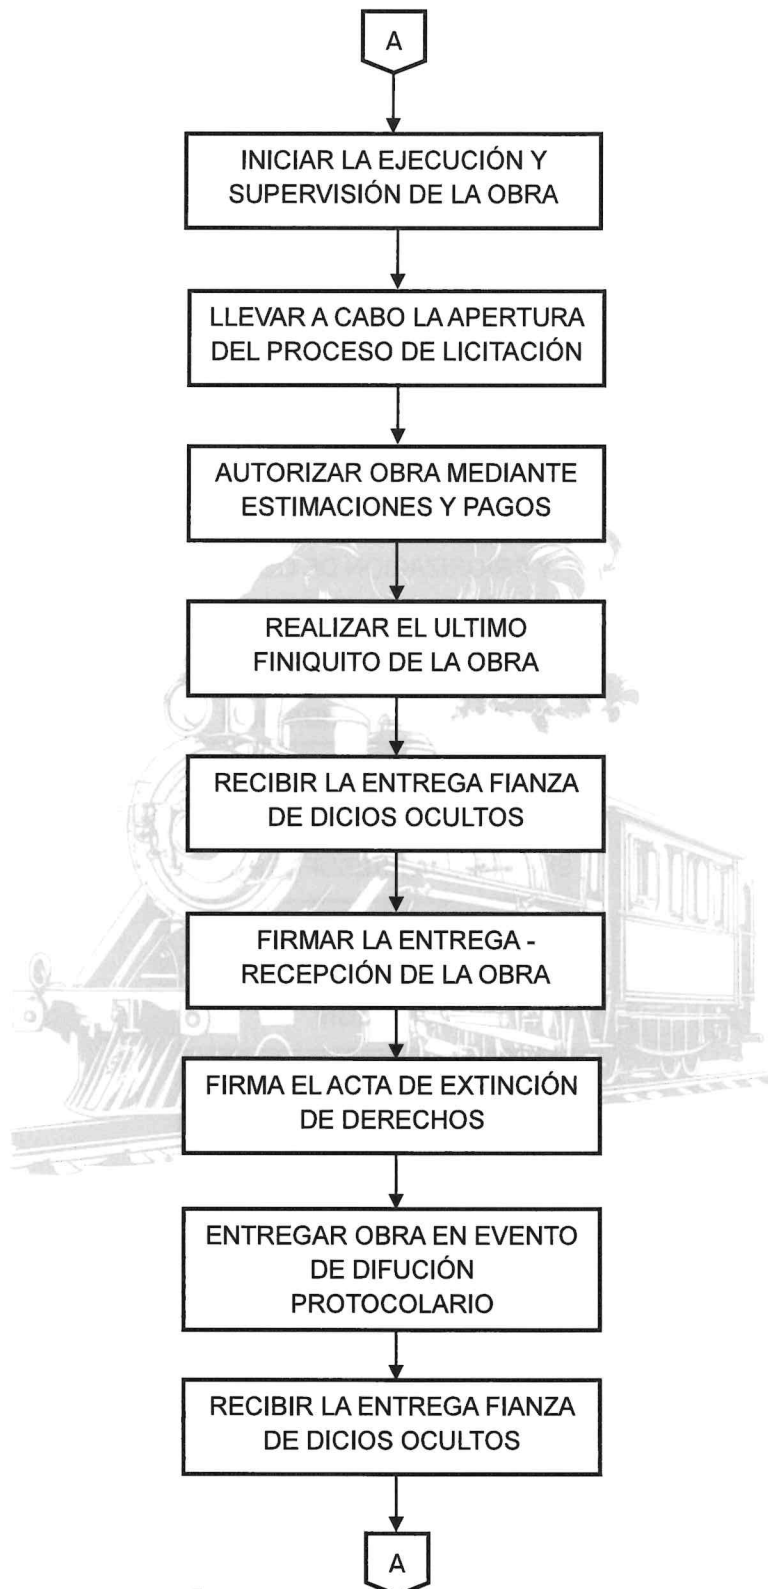 A
INICIAR LA EJECUCIÓN Y
SUPERVISIÓN DE LA OBRA
LLEVAR A CABO LA APERTURA
DEL PROCESO DE LICITACIÓN
AUTORIZAR OBRA MEDIANTE
ESTIMACIONES Y PAGOS
REALIZAR EL ULTIMO
FINIQUITO DE LA OBRA
RECIBIR LA ENTREGA FIANZA
DE DICIOS OCULTOS
FIRMAR LA ENTREGA -
RECEPCIÓN DE LA OBRA
FIRMA EL ACTA DE EXTINCIÓN
DE DERECHOS
ENTREGAR OBRA EN EVENTO
DE DIFUCIÓN
PROTOCOLARIO
RECIBIR LA ENTREGA FIANZA
DE DICIOS OCULTOS
A